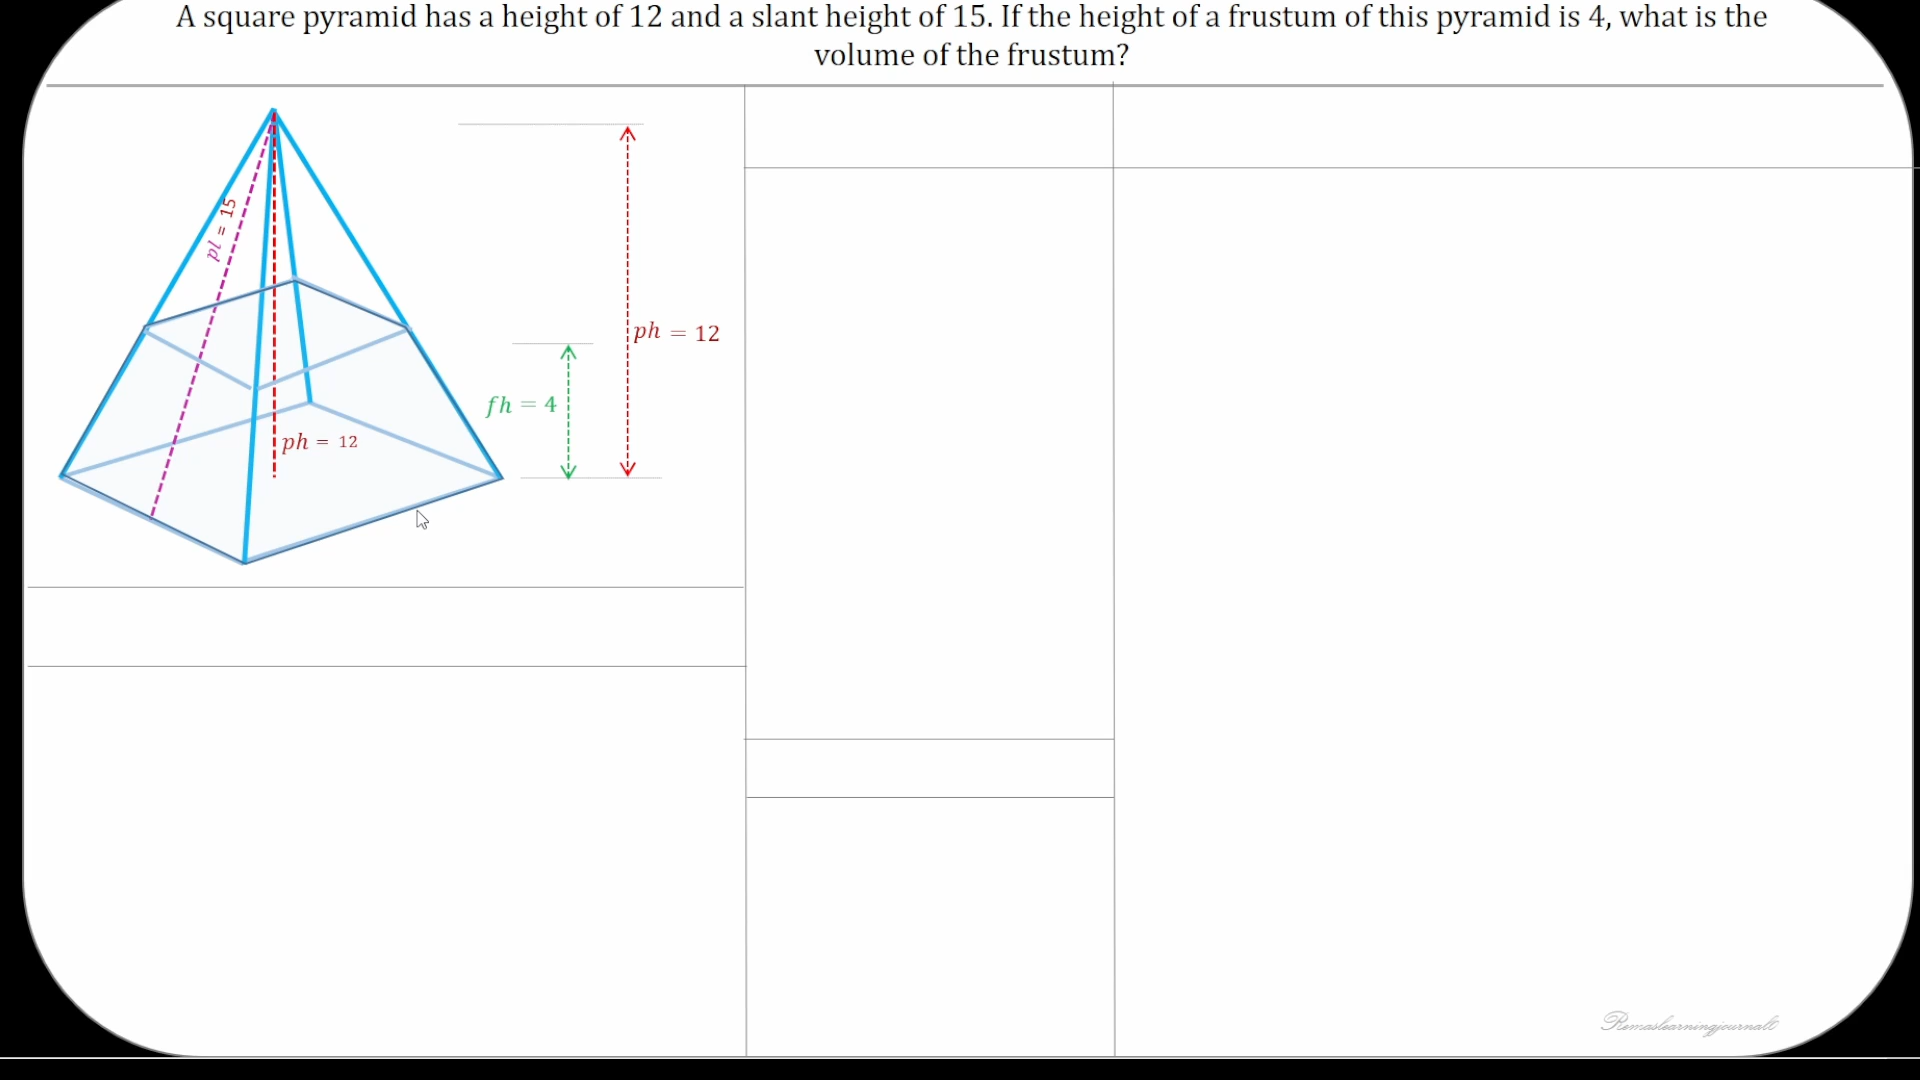 A square pyramid has a height of 12 and a slant height of 15. If the height of a frustum of this pyramid is 4, what is the
volume of the frustum?
pl = 15
ph = 12
fh = 4
ph = 12
Remaslearningjournalt